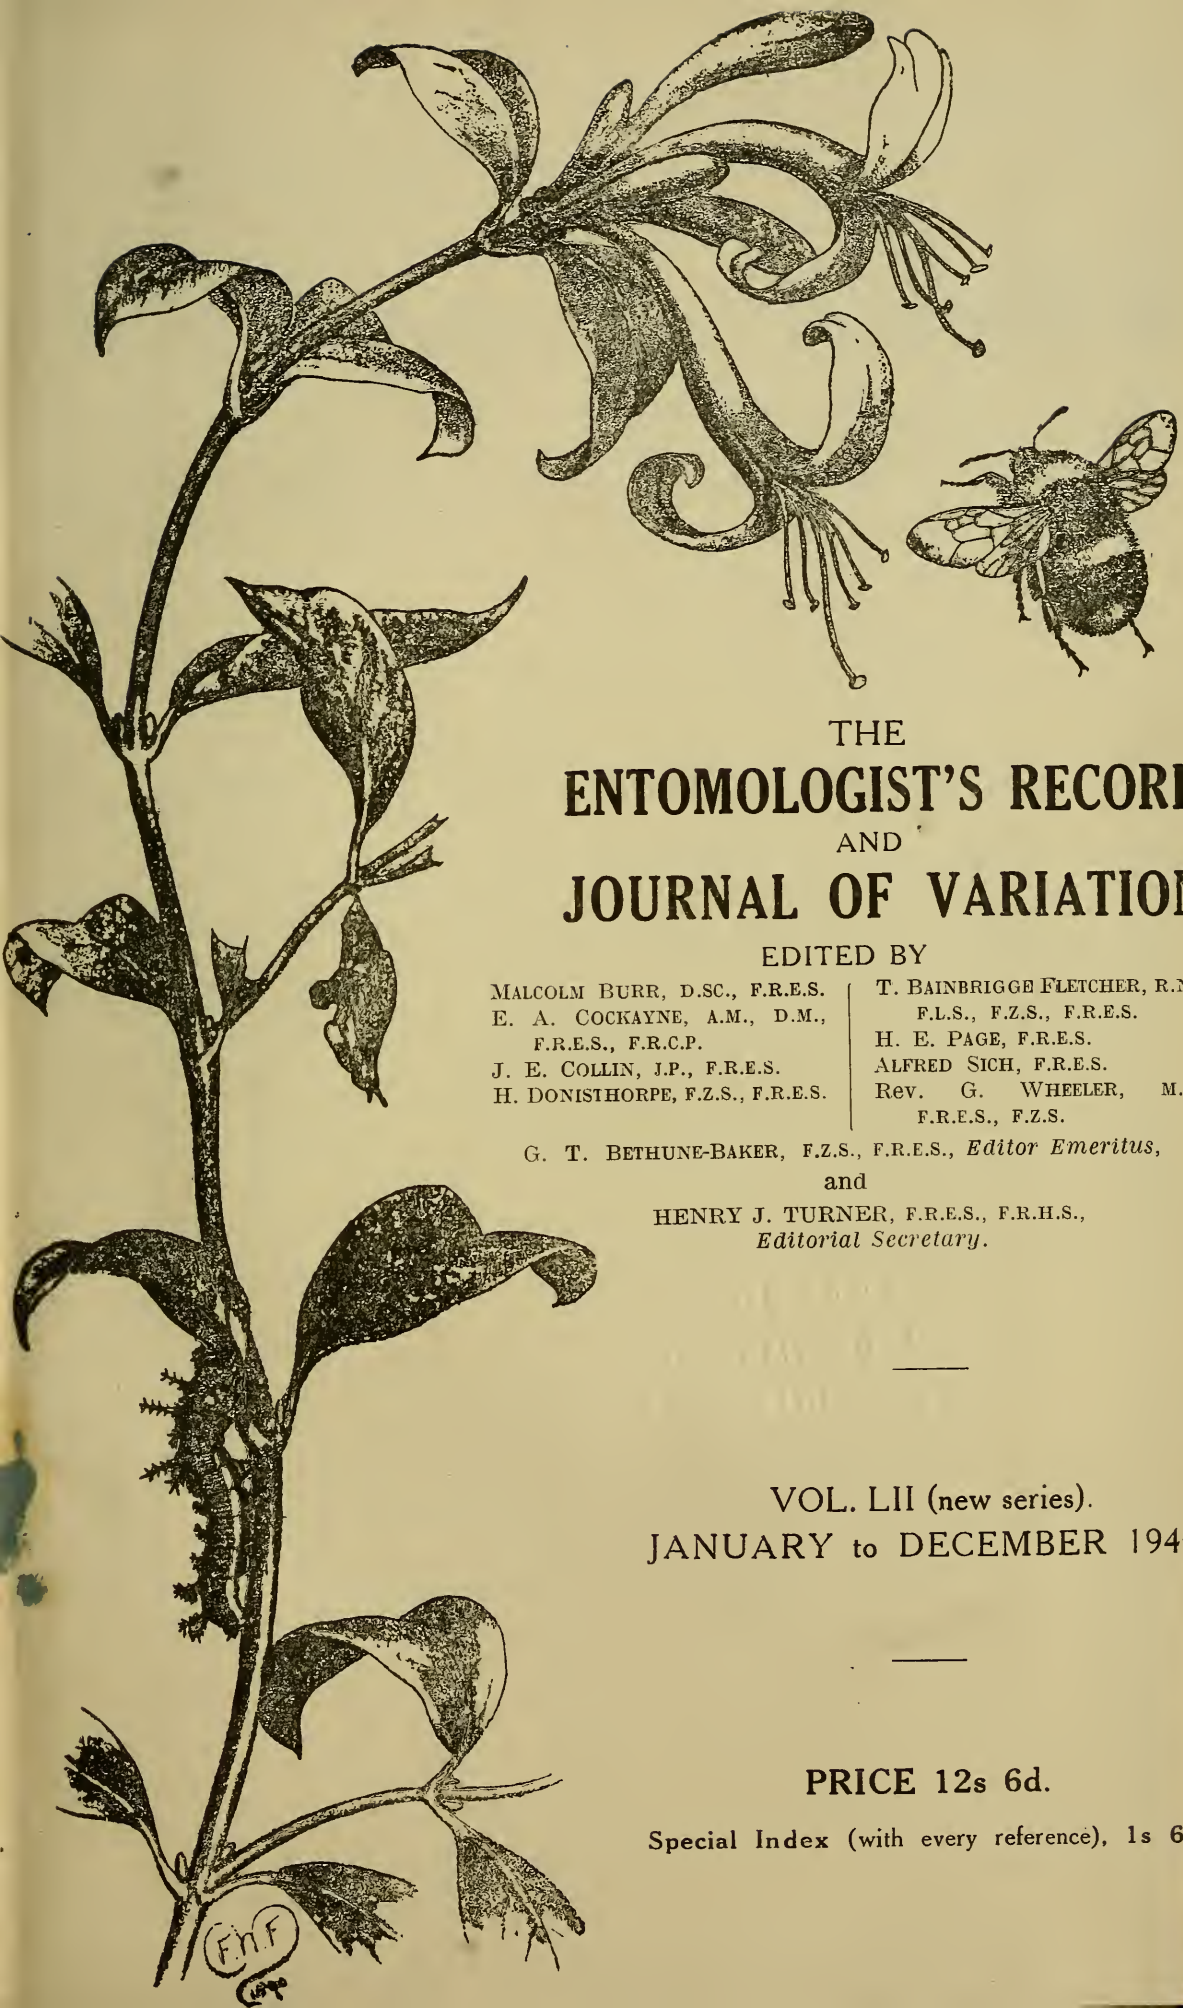 THE
ENTOMOLOGIST'S RECOR
AND
JOURNAL OF VARIATIO
EDITED BY
MALCOLM BURR, D.SC., F.R.E.S.
E. A. COCKAYNE, A.M., D.M.,
F.R.E.S., F.R.C.P.
J. E. COLLIN, J.P., F.R.E.S.
H. DONISTHORPE, F.Z.S., F.R.E.S.
T. BAINBRIGGE FLETCHER, R.N
F.L.S., F.Z.S., F.R.E.S.
H. E. PAGE, F.R.E.S.
ALFRED SICH, F.R.E.S.
Rev. G. WHEELER, M.
F.R.E.S., F.Z.S.
G. T. BETHUNE-BAKER, F.Z.S., F.R.E.S., Editor Emeritus,
and
HENRY J. TURNER, F.R.E.S., F.R.H.S.,
Editorial Secretary.
VOL. LII (new series).
JANUARY to DECEMBER 194
PRICE 12s 6d.
Special Index (with every reference), 1s 6
F.N.F